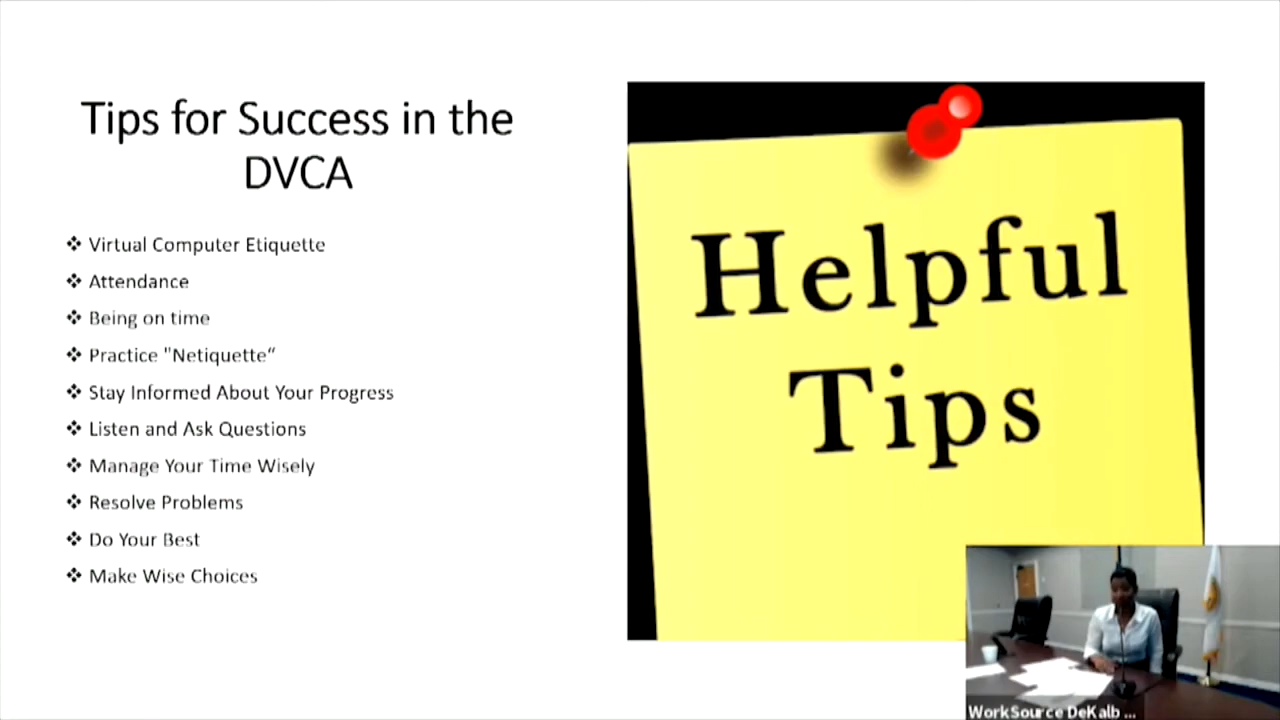 Tips for Success in the
DVCA
❖ Virtual Computer Etiquette
❖ Attendance
❖ Being on time
❖ Practice "Netiquette“
❖ Stay Informed About Your Progress
❖ Listen and Ask Questions
❖ Manage Your Time Wisely
❖ Resolve Problems
❖ Do Your Best
❖ Make Wise Choices
Helpful
Tips
WorkSource DeKalb ...